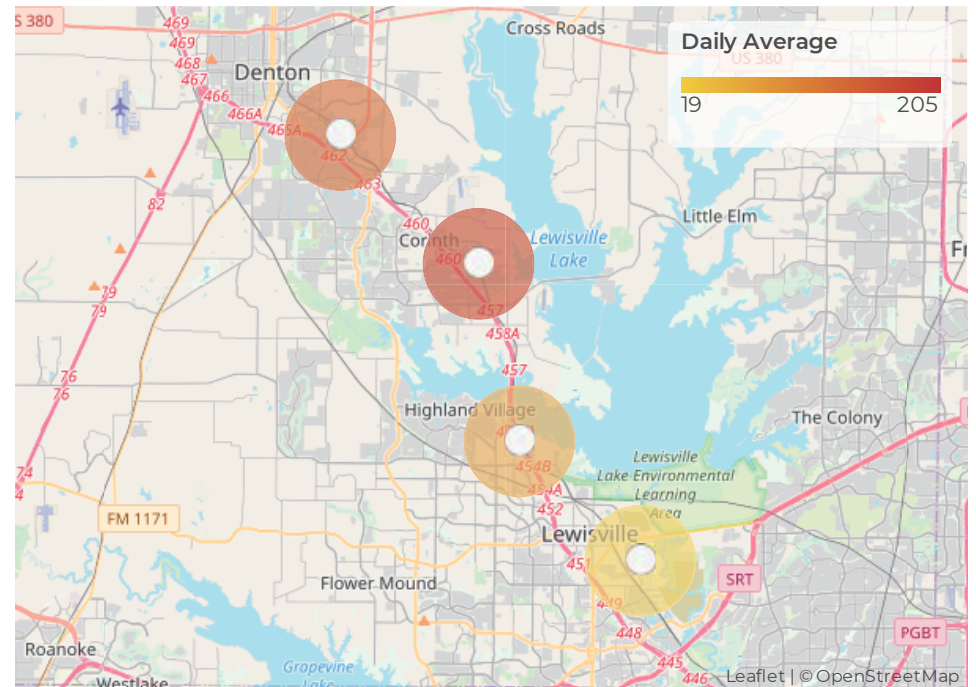 S 380
469
469
468
467
466
466A
465A
462
463
Denton
Cross Roads
US 380
Daily Average
19 205
82
460
Corinth
460
Lewisville
Lake
Little Elm
79
79
457
458A
457
76
76
Highland Village
454B
454A
452
The Colony
Lewisville
Lake Environmental
Learning
Area
74
4
FM 1171
Lewisville
451
449
448
445
446
SRT
PGBT
Flower Mound
Roanoke
Westlake
Grapevine
Lake
Leaflet | © OpenStreetMap